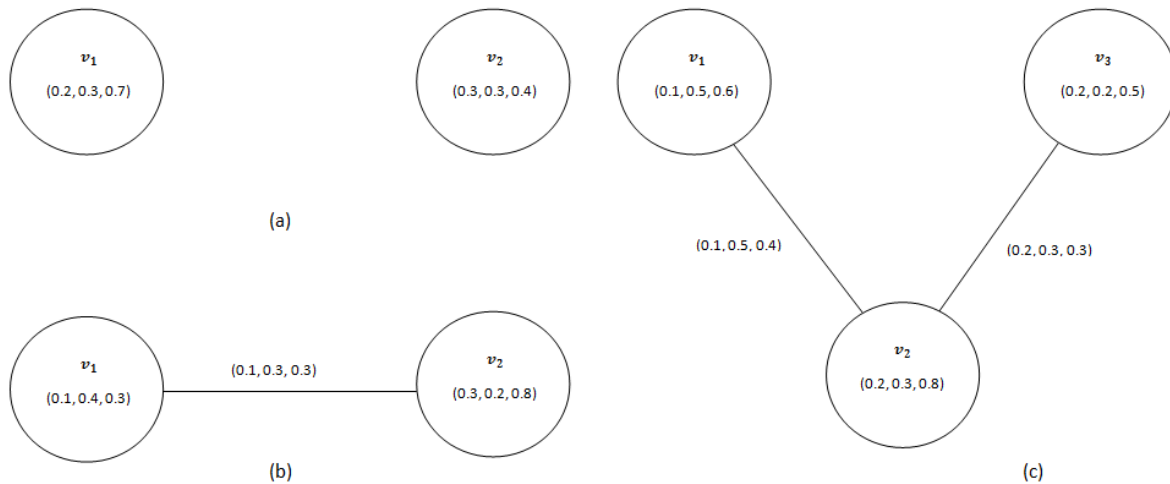 v₁
(0.2, 0.3, 0.7)
v₂
(0.3, 0.3, 0.4)
(a)
v₁
(0.1, 0.4, 0.3)
(0.1, 0.3, 0.3)
v₂
(0.3, 0.2, 0.8)
(b)
v₁
(0.1, 0.5, 0.6)
v₃
(0.2, 0.2, 0.5)
(0.1, 0.5, 0.4)
(0.2, 0.3, 0.3)
v₂
(0.2, 0.3, 0.8)
(c)